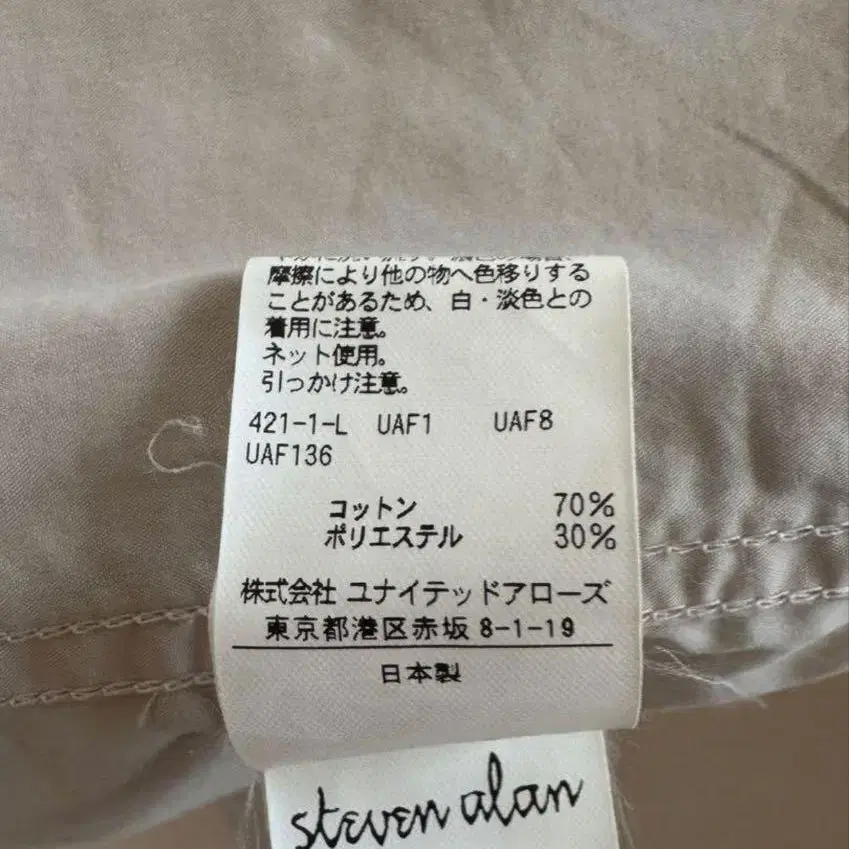 摩擦により他の物へ色移りする
ことがあるため、白・淡色との
着用に注意。
ネット使用。
引っかけ注意。
421-1-L UAF1 UAF8
UAF136
コットン 70%
ポリエステル 30%
株式会社 ユナイテッドアローズ
東京都港区赤坂 8-1-19
日本製
steven alan